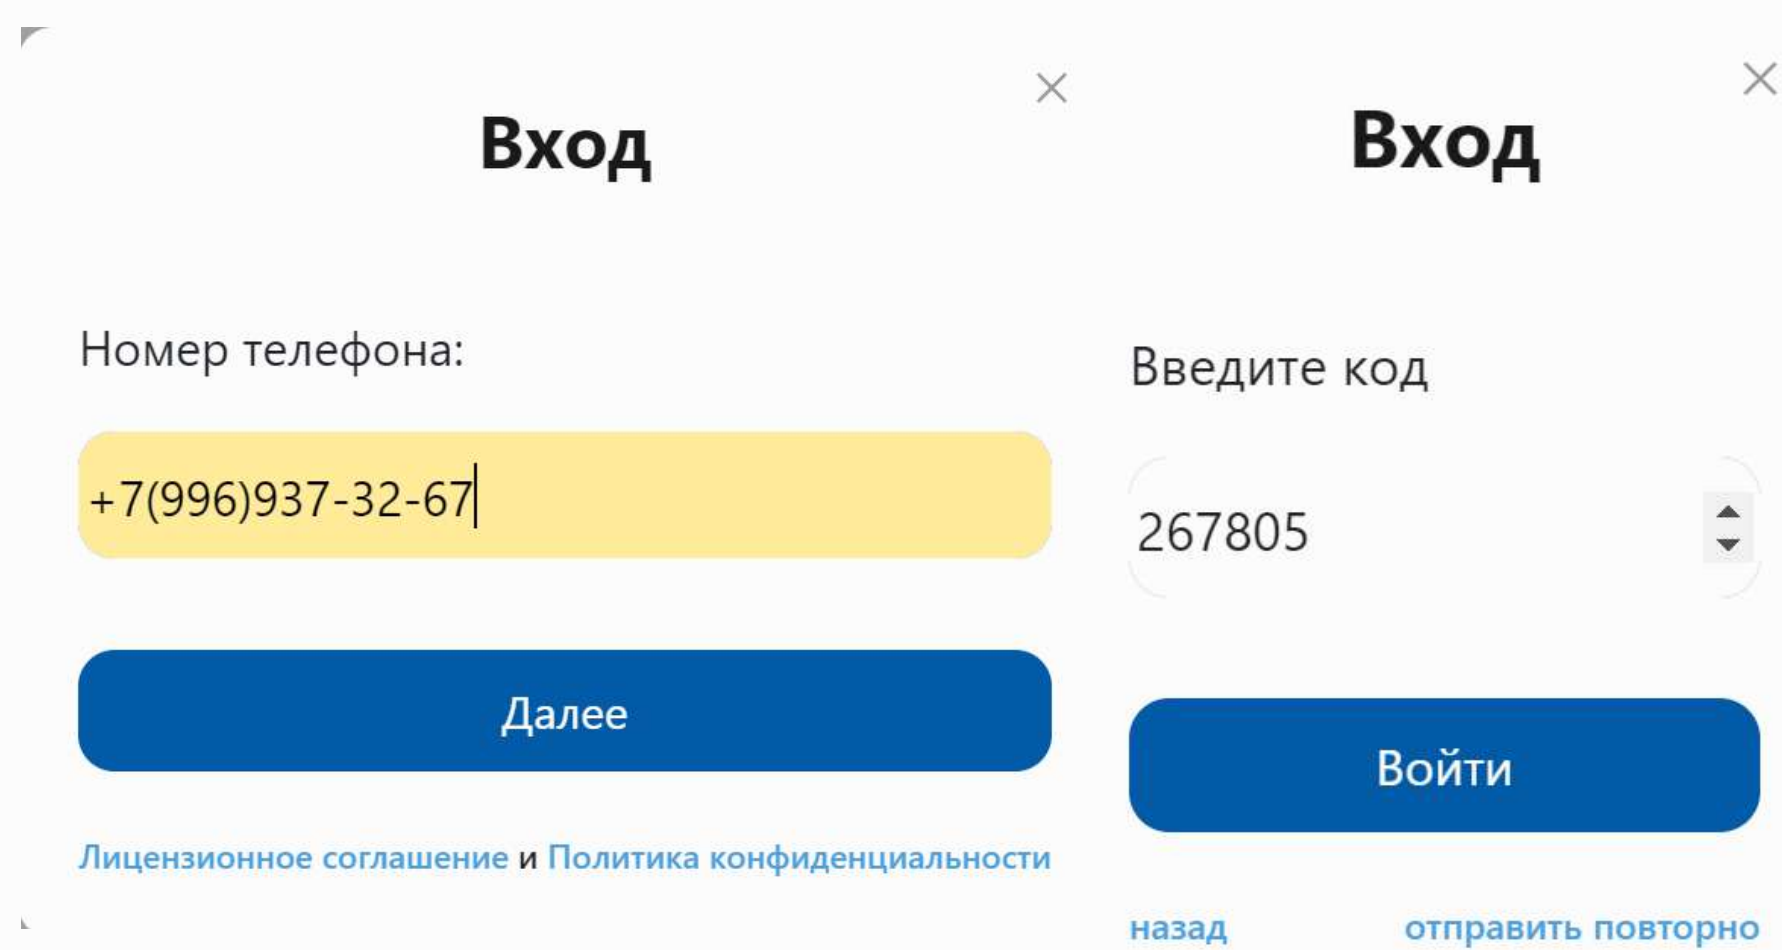 Вход
Номер телефона:
+7(996)937-32-67
Далее
Лицензионное соглашение и Политика конфиденциальности
Вход
Введите код
267805
Войти
назад
отправить повторно